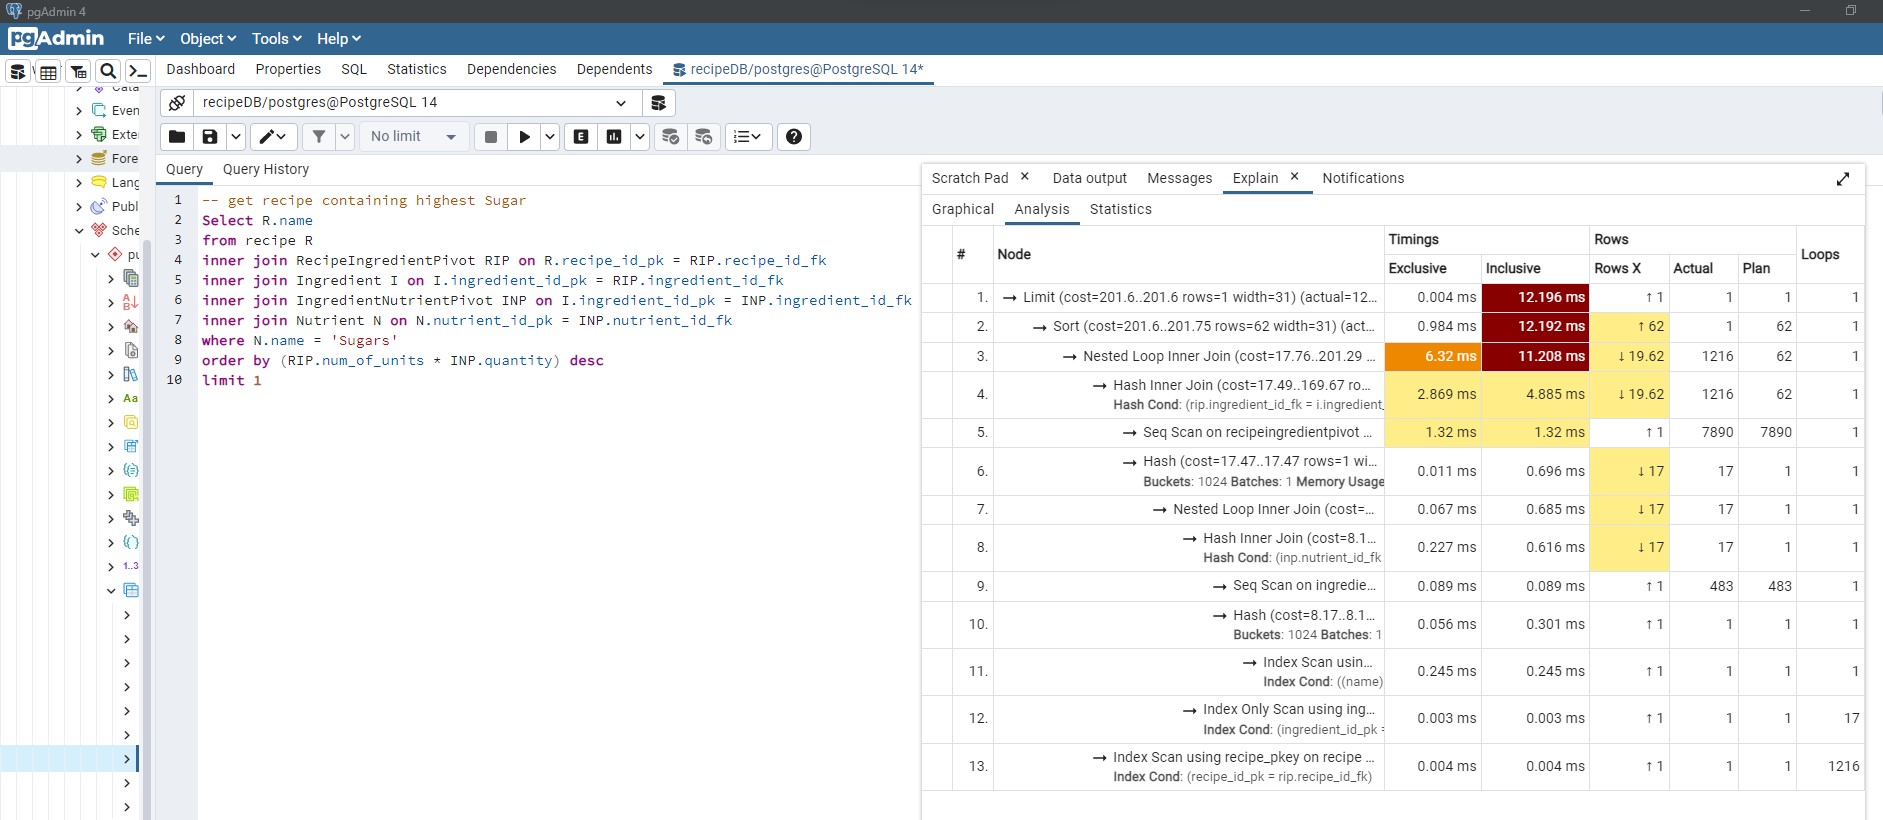 pgAdmin 4
pgAdmin
File
Object
Tools
Help
Dashboard
Properties
SQL
Statistics
Dependencies
Dependents
recipeDB/postgres@PostgreSQL 14*
recipeDB/postgres@PostgreSQL 14
No limit
E
Cata
Even
Exte
Fore
Lang
Publ
Sche
pu
Aa
1..3
Query
Query History
1 -- get recipe containing highest Sugar
2 Select R.name
3 from recipe R
4 inner join RecipeIngredientPivot RIP on R.recipe_id_pk = RIP.recipe_id_fk
5 inner join Ingredient I on I.ingredient_id_pk = RIP.ingredient_id_fk
6 inner join IngredientNutrientPivot INP on I.ingredient_id_pk = INP.ingredient_id_fk
7 inner join Nutrient N on N.nutrient_id_pk = INP.nutrient_id_fk
8 where N.name = 'Sugars'
9 order by (RIP.num_of_units * INP.quantity) desc
10 limit 1
Scratch Pad
Data output
Messages
Explain
Notifications
Graphical
Analysis
Statistics
# Node Timings Rows Loops
Exclusive Inclusive Rows X Actual Plan
1. → Limit (cost=201.6..201.6 rows=1 width=31) (actual=12... 0.004 ms 12.196 ms ↑ 1 1 1 1
2. → Sort (cost=201.6..201.75 rows=62 width=31) (act... 0.984 ms 12.192 ms ↑ 62 1 62 1
3. → Nested Loop Inner Join (cost=17.76..201.29 ... 6.32 ms 11.208 ms ↓ 19.62 1216 62 1
4. → Hash Inner Join (cost=17.49..169.67 ro... 2.869 ms 4.885 ms ↓ 19.62 1216 62 1
Hash Cond: (rip.ingredient_id_fk = i.ingredient_
5. → Seq Scan on recipeingredientpivot ... 1.32 ms 1.32 ms ↑ 1 7890 7890 1
6. → Hash (cost=17.47..17.47 rows=1 wi... 0.011 ms 0.696 ms ↓ 17 17 1 1
Buckets: 1024 Batches: 1 Memory Usage
7. → Nested Loop Inner Join (cost=... 0.067 ms 0.685 ms ↓ 17 17 1 1
8. → Hash Inner Join (cost=8.1... 0.227 ms 0.616 ms ↓ 17 17 1 1
Hash Cond: (inp.nutrient_id_fk
9. → Seq Scan on ingredie... 0.089 ms 0.089 ms ↑ 1 483 483 1
10. → Hash (cost=8.17..8.1... 0.056 ms 0.301 ms ↑ 1 1 1 1
Buckets: 1024 Batches: 1
11. → Index Scan usin... 0.245 ms 0.245 ms ↑ 1 1 1 1
Index Cond: ((name)
12. → Index Only Scan using ing... 0.003 ms 0.003 ms ↑ 1 1 1 17
Index Cond: (ingredient_id_pk =
13. → Index Scan using recipe_pkey on recipe ... 0.004 ms 0.004 ms ↑ 1 1 1 1216
Index Cond: (recipe_id_pk = rip.recipe_id_fk)